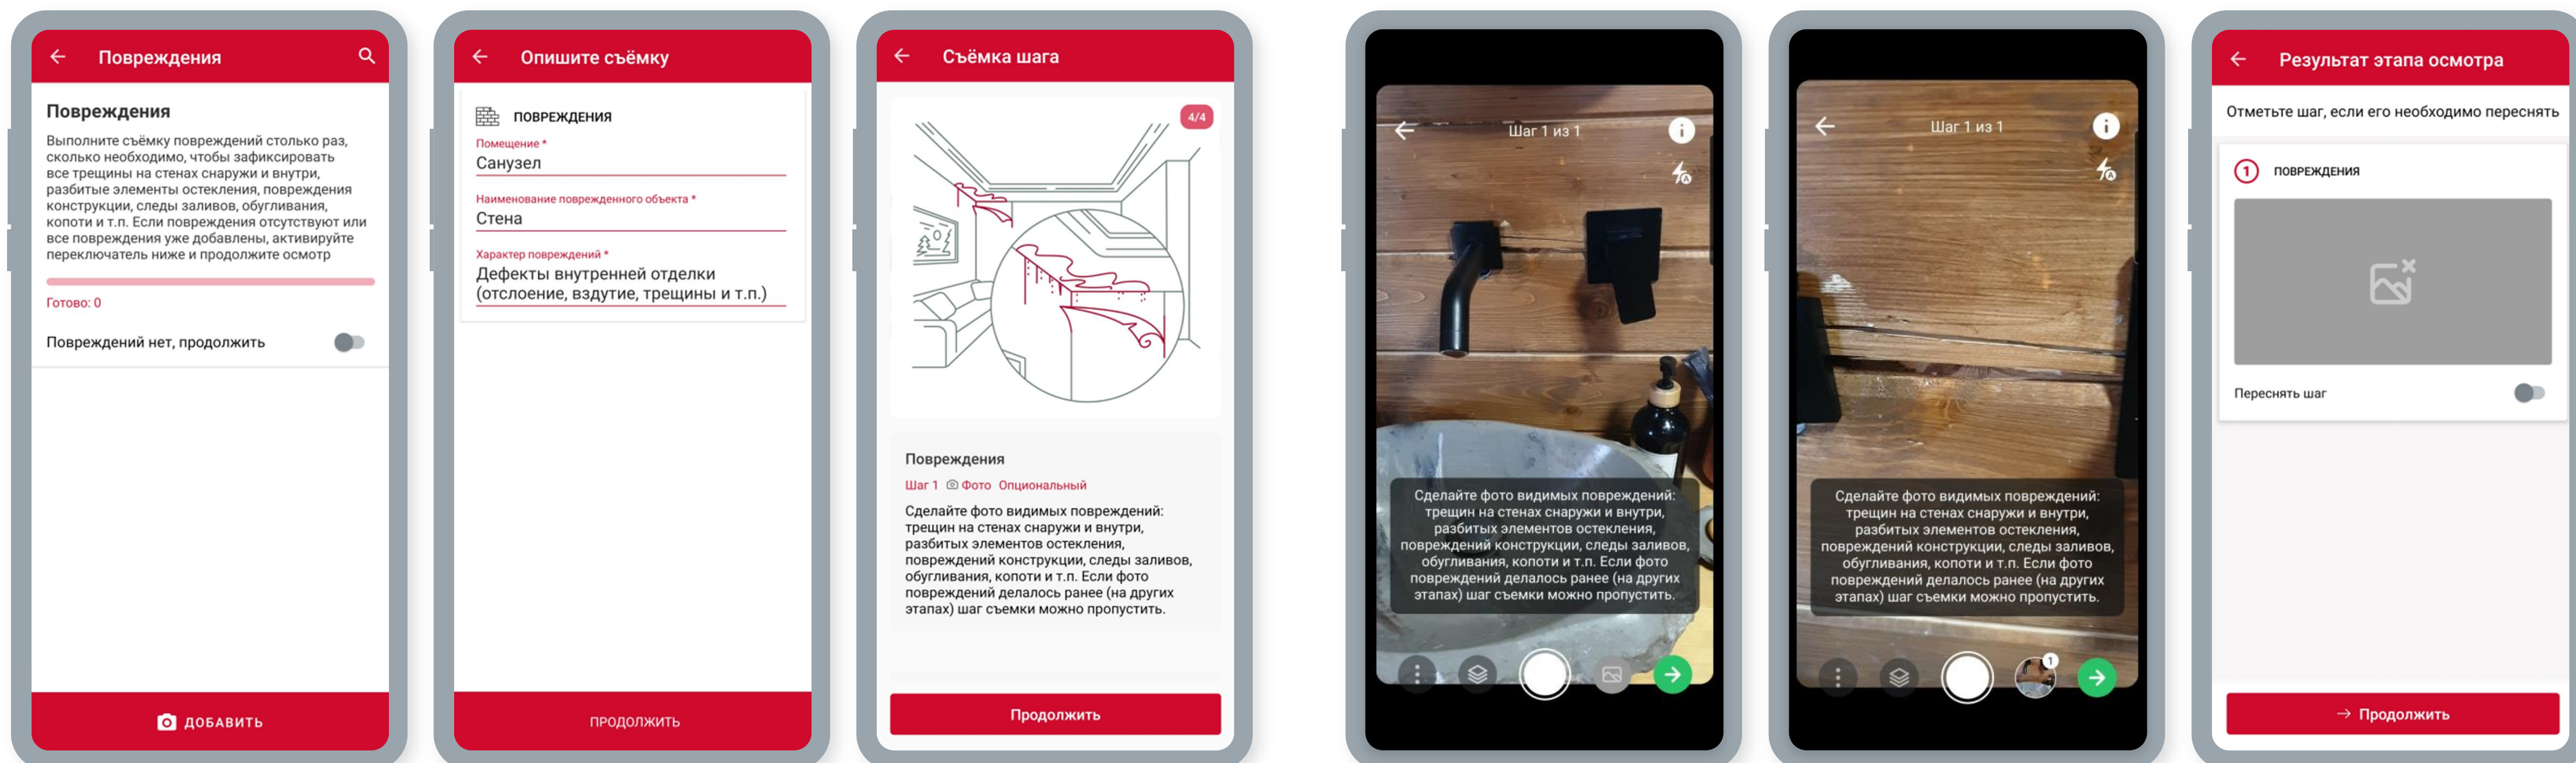 Повреждения
Повреждения
Выполните съёмку повреждений столько раз,
сколько необходимо, чтобы зафиксировать
все трещины на стенах снаружи и внутри,
разбитые элементы остекления, повреждения
конструкции, следы заливов, обугливания,
копоти и т.п. Если повреждения отсутствуют или
все повреждения уже добавлены, активируйте
переключатель ниже и продолжите осмотр
Готово: 0
Повреждений нет, продолжить
ДОБАВИТЬ
Опишите съёмку
ПОВРЕЖДЕНИЯ
Помещение *
Санузел
Наименование поврежденного объекта *
Стена
Характер повреждений *
Дефекты внутренней отделки
(отслоение, вздутие, трещины и т.п.)
ПРОДОЛЖИТЬ
Съёмка шага
4/4
Повреждения
Шаг 1 Фото Опциональный
Сделайте фото видимых повреждений:
трещин на стенах снаружи и внутри,
разбитых элементов остекления,
повреждений конструкции, следы заливов,
обугливания, копоти и т.п. Если фото
повреждений делалось ранее (на других
этапах) шаг съемки можно пропустить.
Продолжить
Шаг 1 из 1
Сделайте фото видимых повреждений:
трещин на стенах снаружи и внутри,
разбитых элементов остекления,
повреждений конструкции, следы заливов,
обугливания, копоти и т.п. Если фото
повреждений делалось ранее (на других
этапах) шаг съемки можно пропустить.
Шаг 1 из 1
Сделайте фото видимых повреждений:
трещин на стенах снаружи и внутри,
разбитых элементов остекления,
повреждений конструкции, следы заливов,
обугливания, копоти и т.п. Если фото
повреждений делалось ранее (на других
этапах) шаг съемки можно пропустить.
1
Результат этапа осмотра
Отметьте шаг, если его необходимо переснять
1 ПОВРЕЖДЕНИЯ
Переснять шаг
Продолжить